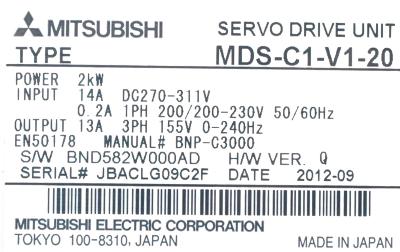 MITSUBISHI SERVO DRIVE UNIT
TYPE MDS-C1-V1-20
POWER 2kW
INPUT 14A DC270-311V
0.2A 1PH 200/200-230V 50/60Hz
OUTPUT 13A 3PH 155V 0-240Hz
EN50178 MANUAL# BNP-C3000
S/W BND582W000AD H/W VER. Q
SERIAL# JBACLG09C2F DATE 2012-09
MITSUBISHI ELECTRIC CORPORATION
TOKYO 100-8310, JAPAN MADE IN JAPAN